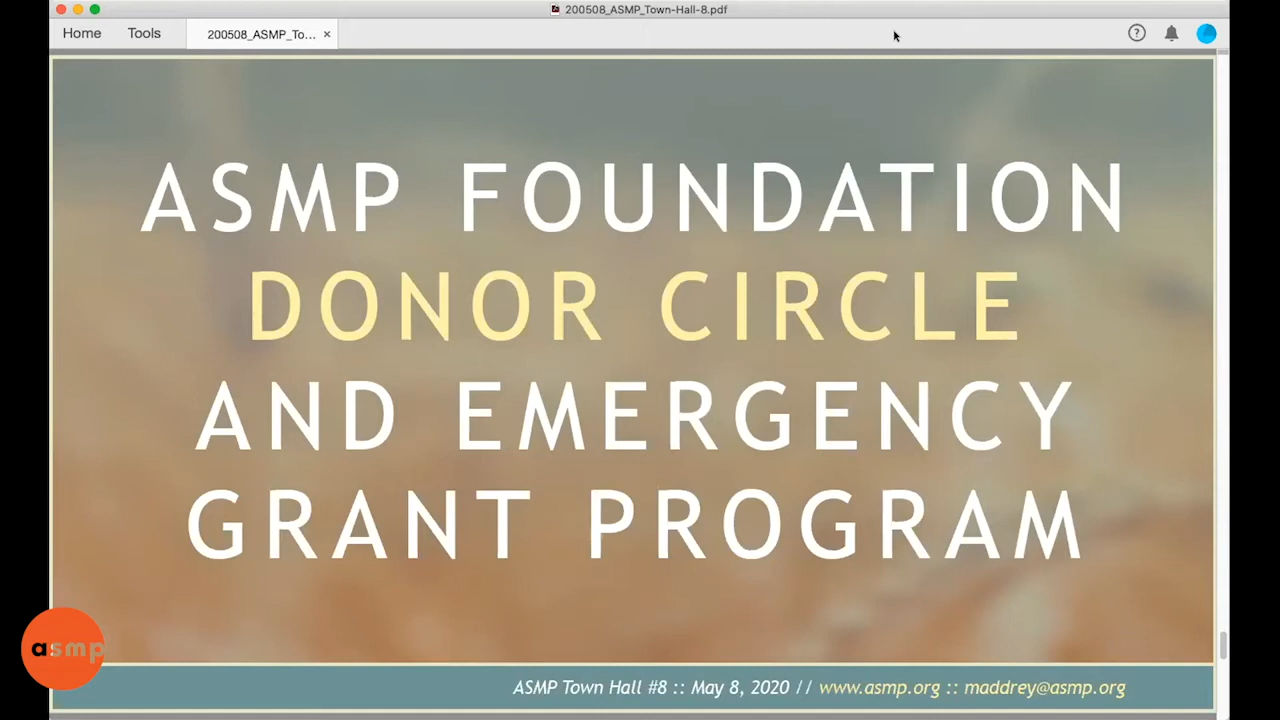 200508_ASMP_Town-Hall-8.pdf
Home Tools 200508_ASMP_To... ×
?
ASMP FOUNDATION
DONOR CIRCLE
AND EMERGENCY
GRANT PROGRAM
asmp
ASMP Town Hall #8 :: May 8, 2020 // www.asmp.org :: maddrey@asmp.org